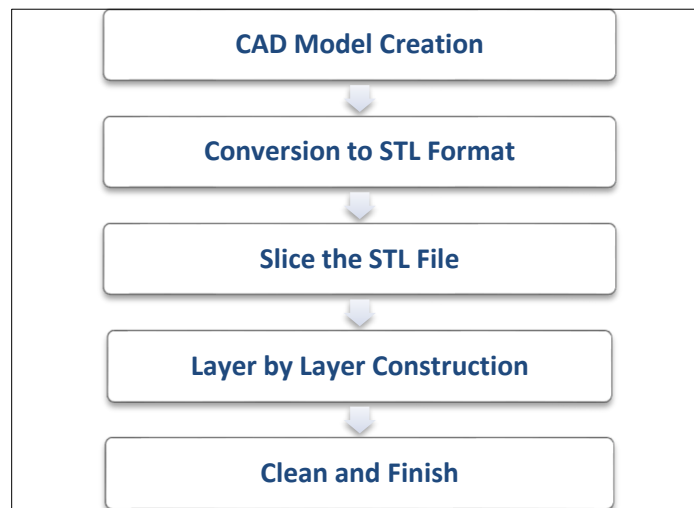 CAD Model Creation
Conversion to STL Format
Slice the STL File
Layer by Layer Construction
Clean and Finish